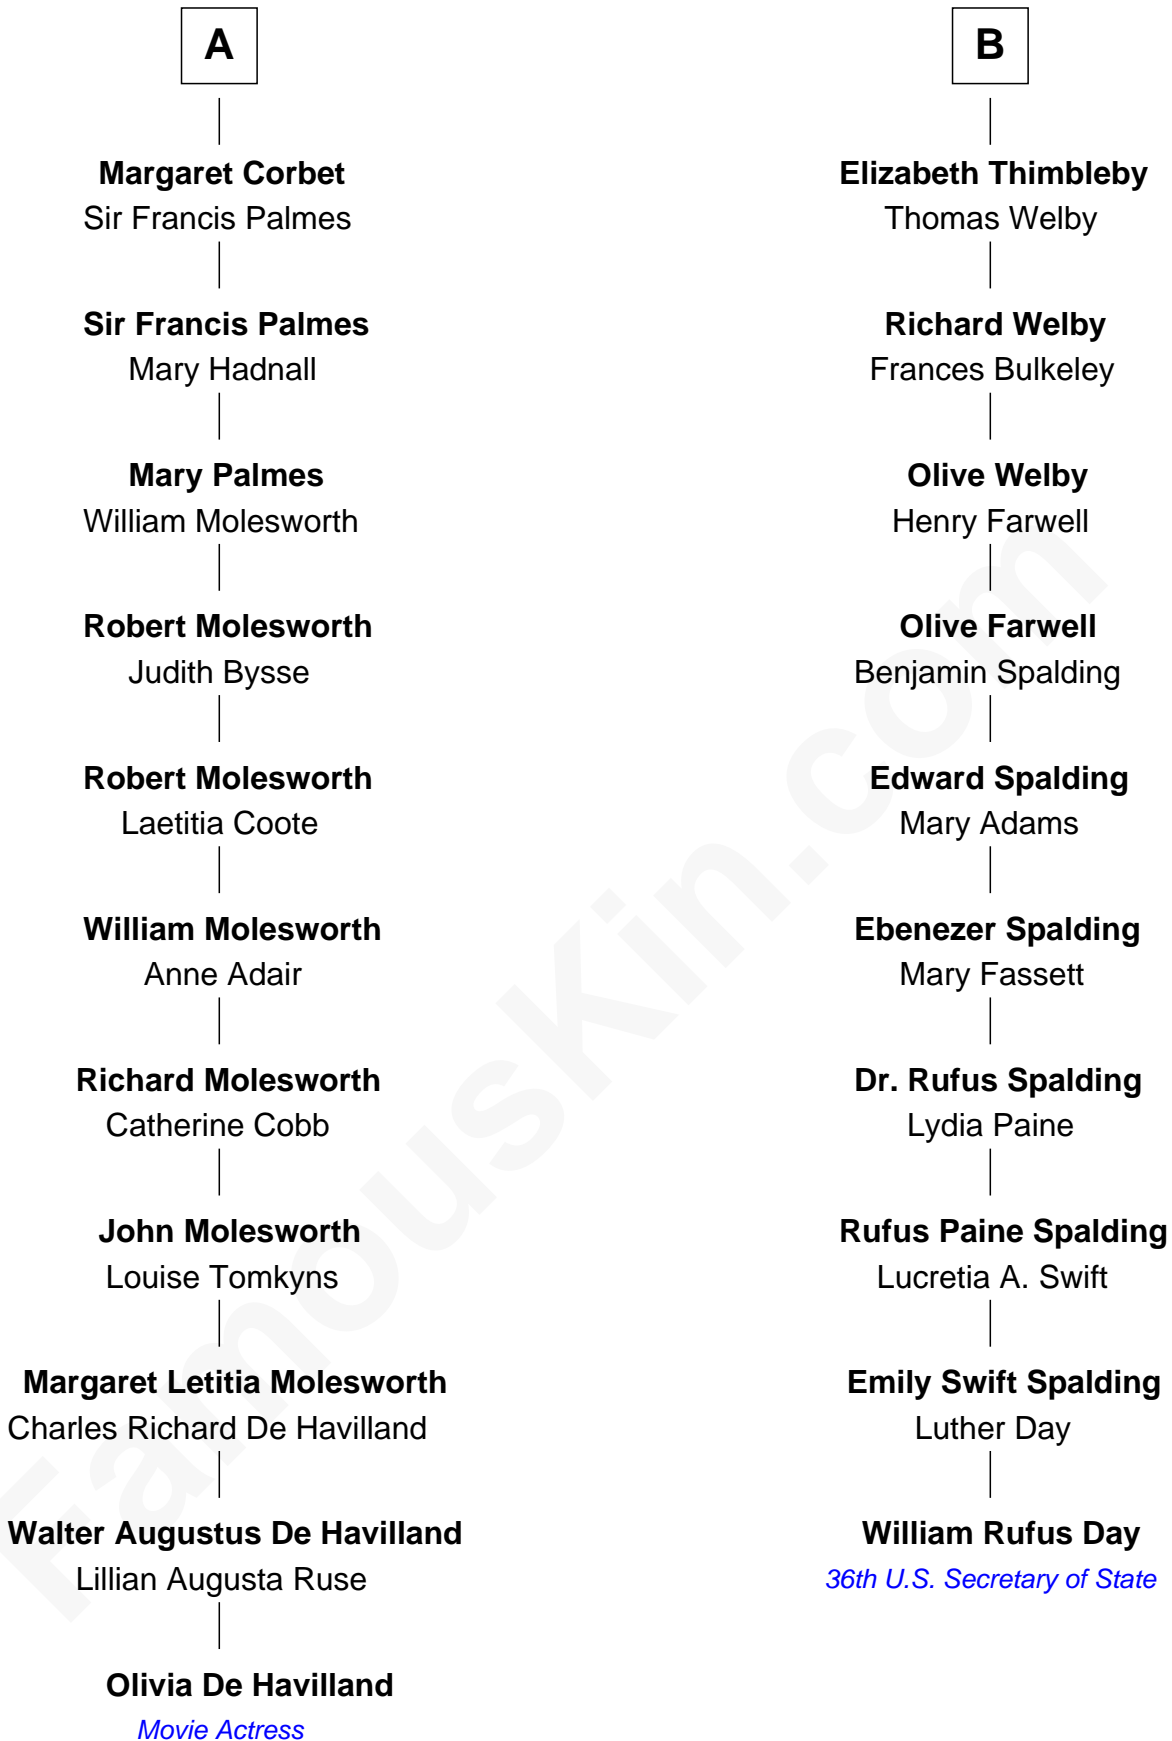 A
Margaret Corbet
Sir Francis Palmes
Sir Francis Palmes
Mary Hadnall
Mary Palmes
William Molesworth
Robert Molesworth
Judith Bysse
Robert Molesworth
Laetitia Coote
William Molesworth
Anne Adair
Richard Molesworth
Catherine Cobb
John Molesworth
Louise Tomkyns
Margaret Letitia Molesworth
Charles Richard De Havilland
Walter Augustus De Havilland
Lillian Augusta Ruse
Olivia De Havilland
Movie Actress
B
Elizabeth Thimbleby
Thomas Welby
Richard Welby
Frances Bulkeley
Olive Welby
Henry Farwell
Olive Farwell
Benjamin Spalding
Edward Spalding
Mary Adams
Ebenezer Spalding
Mary Fassett
Dr. Rufus Spalding
Lydia Paine
Rufus Paine Spalding
Lucretia A. Swift
Emily Swift Spalding
Luther Day
William Rufus Day
36th U.S. Secretary of State
FamousKin.com